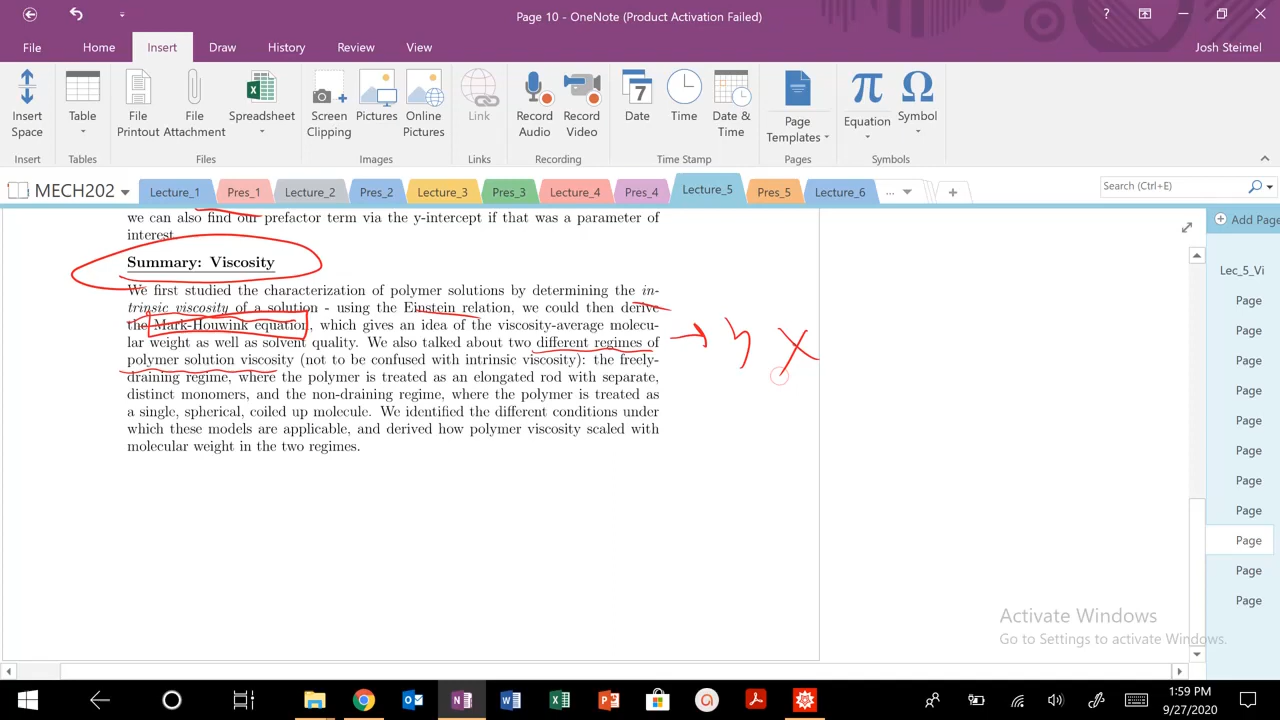 Page 10 - OneNote (Product Activation Failed)
?
File Home Insert Draw History Review View Josh Steimel
Insert Space
Table
File Printout
File Attachment
Spreadsheet
Screen Clipping
Pictures
Online Pictures
Link
Record Audio
Record Video
7
Date
Time
Date & Time
Page Templates
π
Equation
Ω
Symbol
Insert Tables Files Images Links Recording Time Stamp Pages Symbols
MECH202 Lecture_1 Pres_1 Lecture_2 Pres_2 Lecture_3 Pres_3 Lecture_4 Pres_4 Lecture_5 Pres_5 Lecture_6 ... + Search (Ctrl+E)
we can also find our prefactor term via the y-intercept if that was a parameter of
interest.
Summary: Viscosity
We first studied the characterization of polymer solutions by determining the in-
trinsic viscosity of a solution - using the Einstein relation, we could then derive
the Mark-Houwink equation, which gives an idea of the viscosity-average molecu-
lar weight as well as solvent quality. We also talked about two different regimes of
polymer solution viscosity (not to be confused with intrinsic viscosity): the freely-
draining regime, where the polymer is treated as an elongated rod with separate,
distinct monomers, and the non-draining regime, where the polymer is treated as
a single, spherical, coiled up molecule. We identified the different conditions under
which these models are applicable, and derived how polymer viscosity scaled with
molecular weight in the two regimes.
Add Page
Lec_5_Vi
Page
Page
Page
Page
Page
Page
Page
Page
Page
Page
Page
Activate Windows
Go to Settings to activate Windows.
1:59 PM
9/27/2020